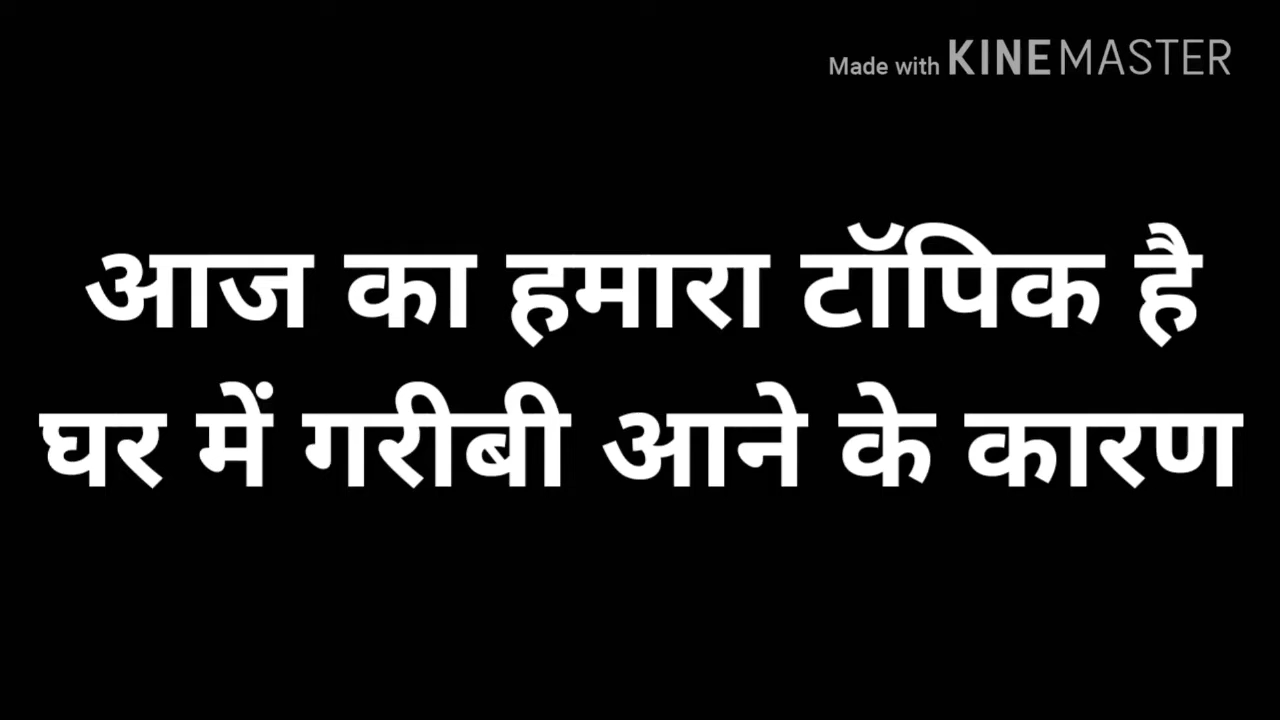 Made with KINEMASTER
आज का हमारा टॉपिक है
घर में गरीबी आने के कारण